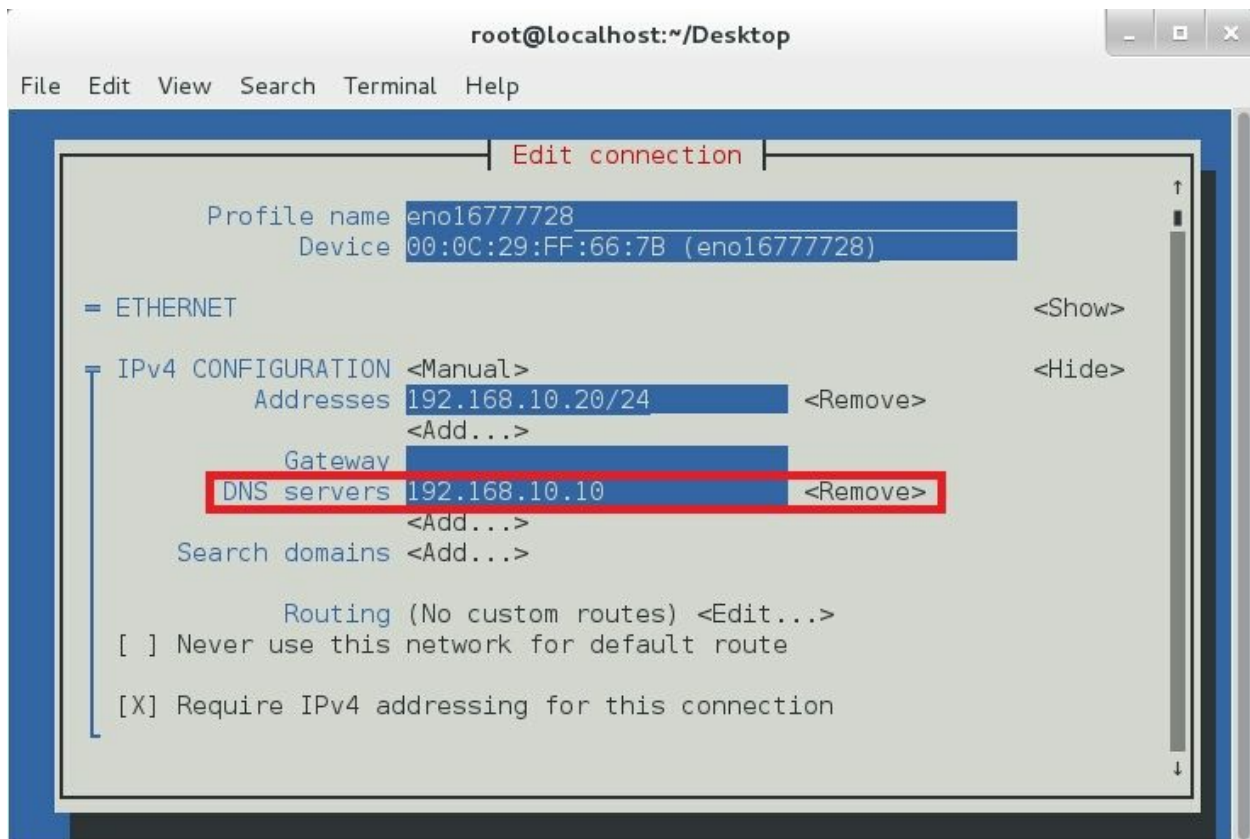 root@localhost:~/Desktop
File Edit View Search Terminal Help
Edit connection
Profile name eno16777728
Device 00:0C:29:FF:66:7B (eno16777728)
= ETHERNET <Show>
IPv4 CONFIGURATION <Manual> <Hide>
Addresses 192.168.10.20/24 <Remove>
<Add...>
Gateway
DNS servers 192.168.10.10 <Remove>
<Add...>
Search domains <Add...>
Routing (No custom routes) <Edit...>
[ ] Never use this network for default route
[X] Require IPv4 addressing for this connection